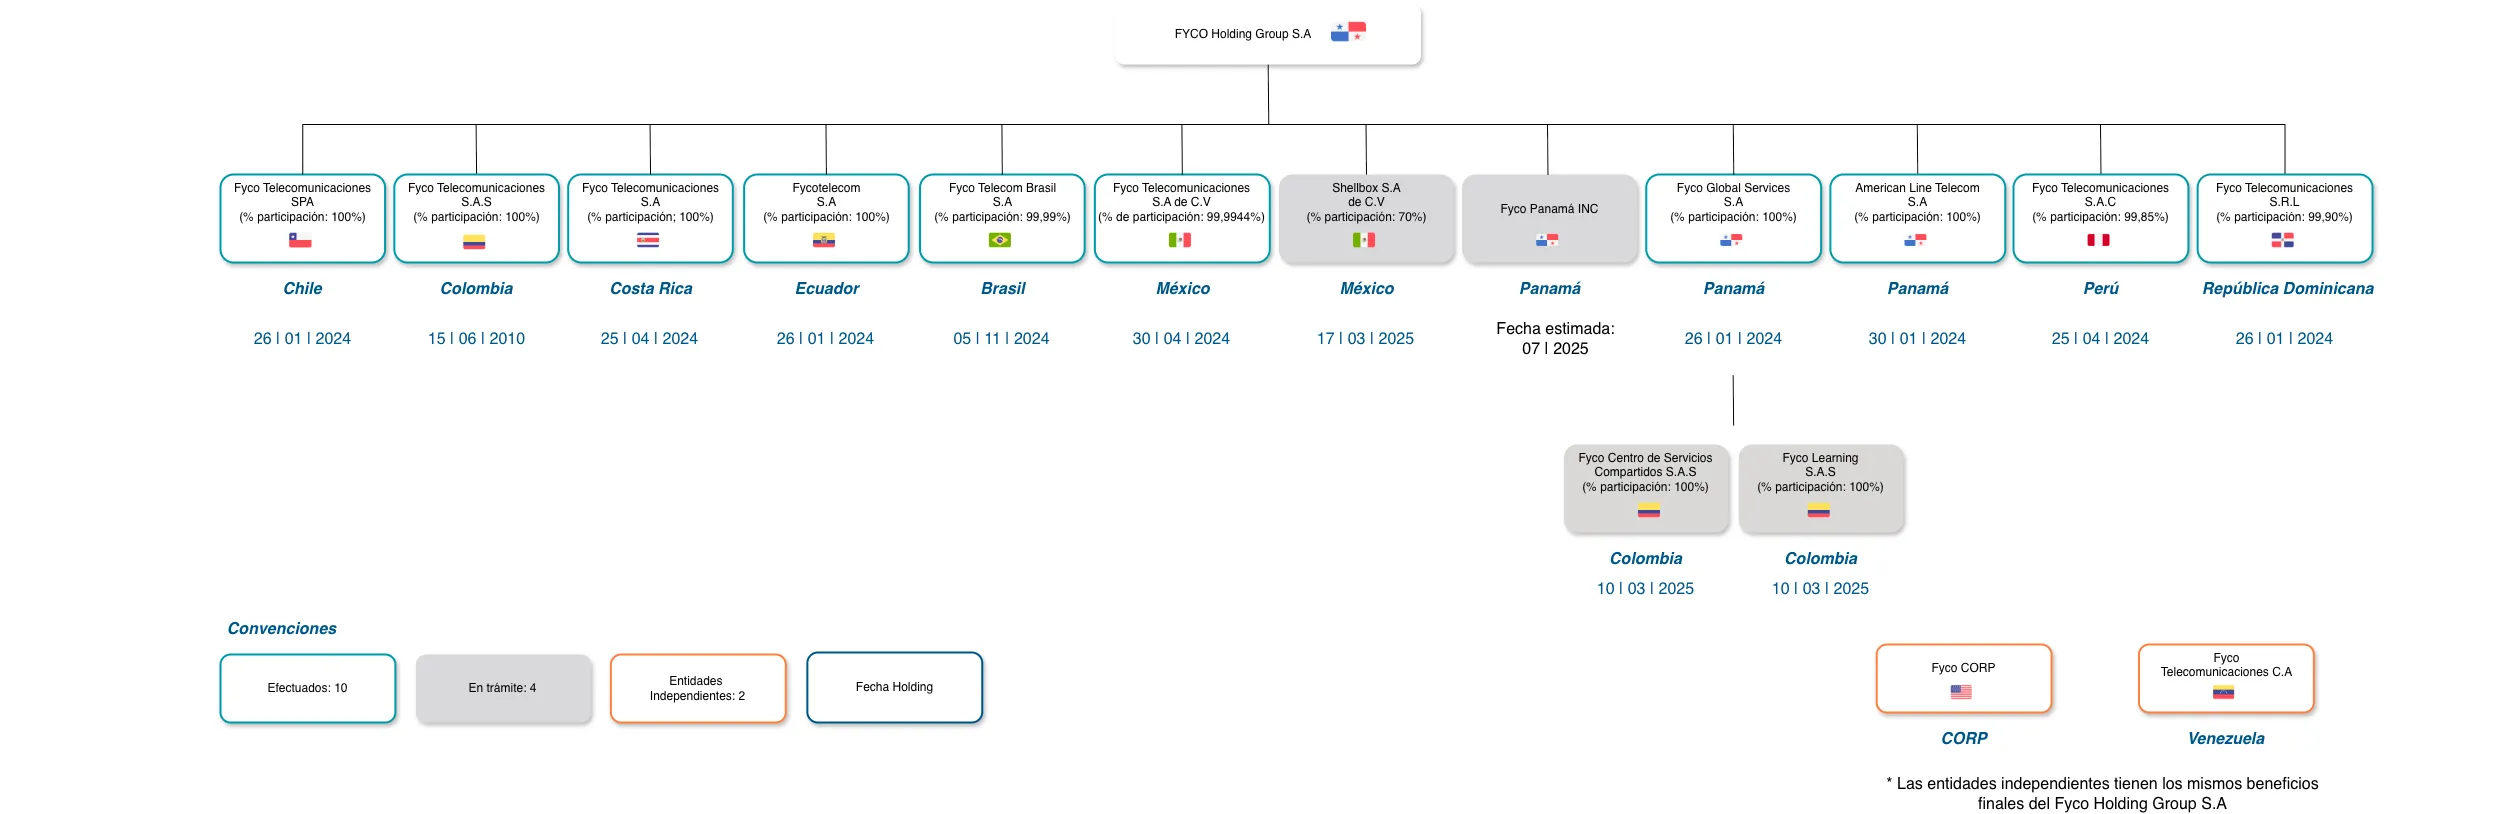 FYCO Holding Group S.A
Fyco Telecomunicaciones
SPA
(% participación: 100%)
Chile
26 | 01 | 2024
Fyco Telecomunicaciones
S.A.S
(% participación: 100%)
Colombia
15 | 06 | 2010
Fyco Telecomunicaciones
S.A
(% participación; 100%)
Costa Rica
25 | 04 | 2024
Fycotelecom
S.A
(% participación: 100%)
Ecuador
26 | 01 | 2024
Fyco Telecom Brasil
S.A
(% participación: 99,99%)
Brasil
05 | 11 | 2024
Fyco Telecomunicaciones
S.A de C.V
(% de participación: 99,9944%)
México
30 | 04 | 2024
Shellbox S.A
de C.V
(% participación: 70%)
México
17 | 03 | 2025
Fyco Panamá INC
Panamá
Fecha estimada:
07 | 2025
Fyco Global Services
S.A
(% participación: 100%)
Panamá
26 | 01 | 2024
American Line Telecom
S.A
(% participación: 100%)
Panamá
30 | 01 | 2024
Fyco Telecomunicaciones
S.A.C
(% participación: 99,85%)
Perú
25 | 04 | 2024
Fyco Telecomunicaciones
S.R.L
(% participación: 99,90%)
República Dominicana
26 | 01 | 2024
Fyco Centro de Servicios
Compartidos S.A.S
(% participación: 100%)
Colombia
10 | 03 | 2025
Fyco Learning
S.A.S
(% participación: 100%)
Colombia
10 | 03 | 2025
Convenciones
Efectuados: 10
En trámite: 4
Entidades
Independientes: 2
Fecha Holding
Fyco CORP
CORP
Fyco
Telecomunicaciones C.A
Venezuela
* Las entidades independientes tienen los mismos beneficios
finales del Fyco Holding Group S.A